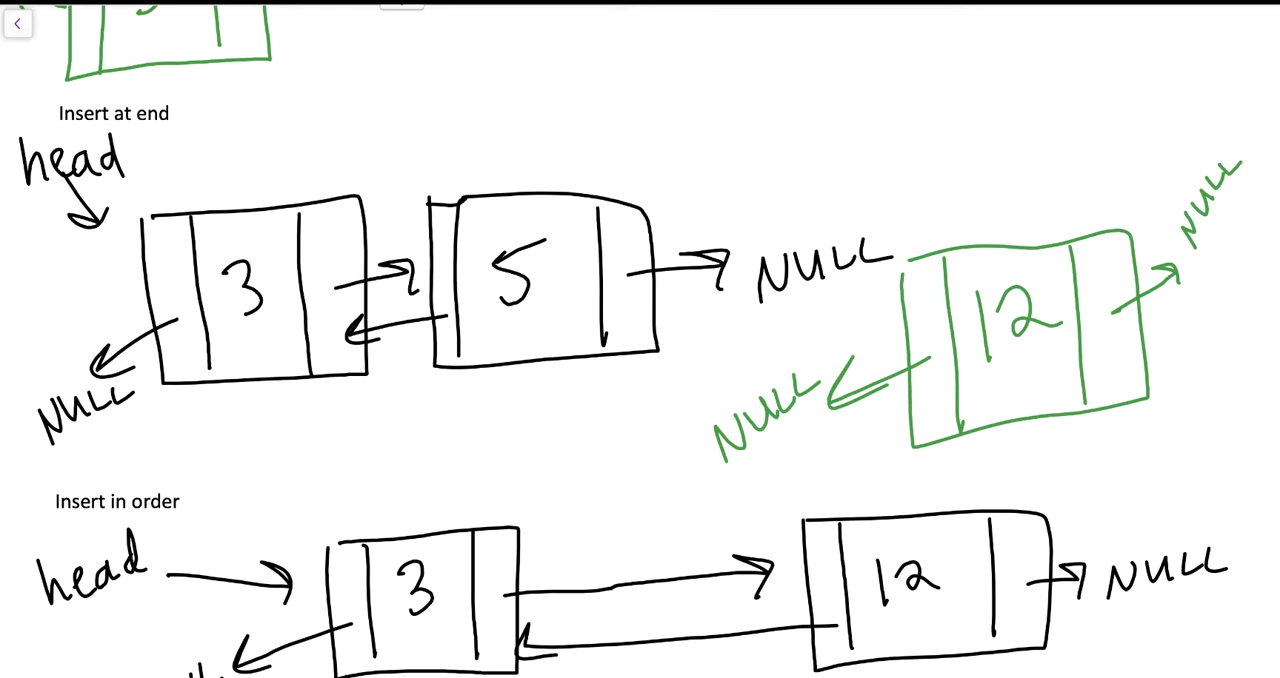 Insert at end
head
3
5
NULL
12
NULL
NULL
NULL
Insert in order
head
3
12
NULL